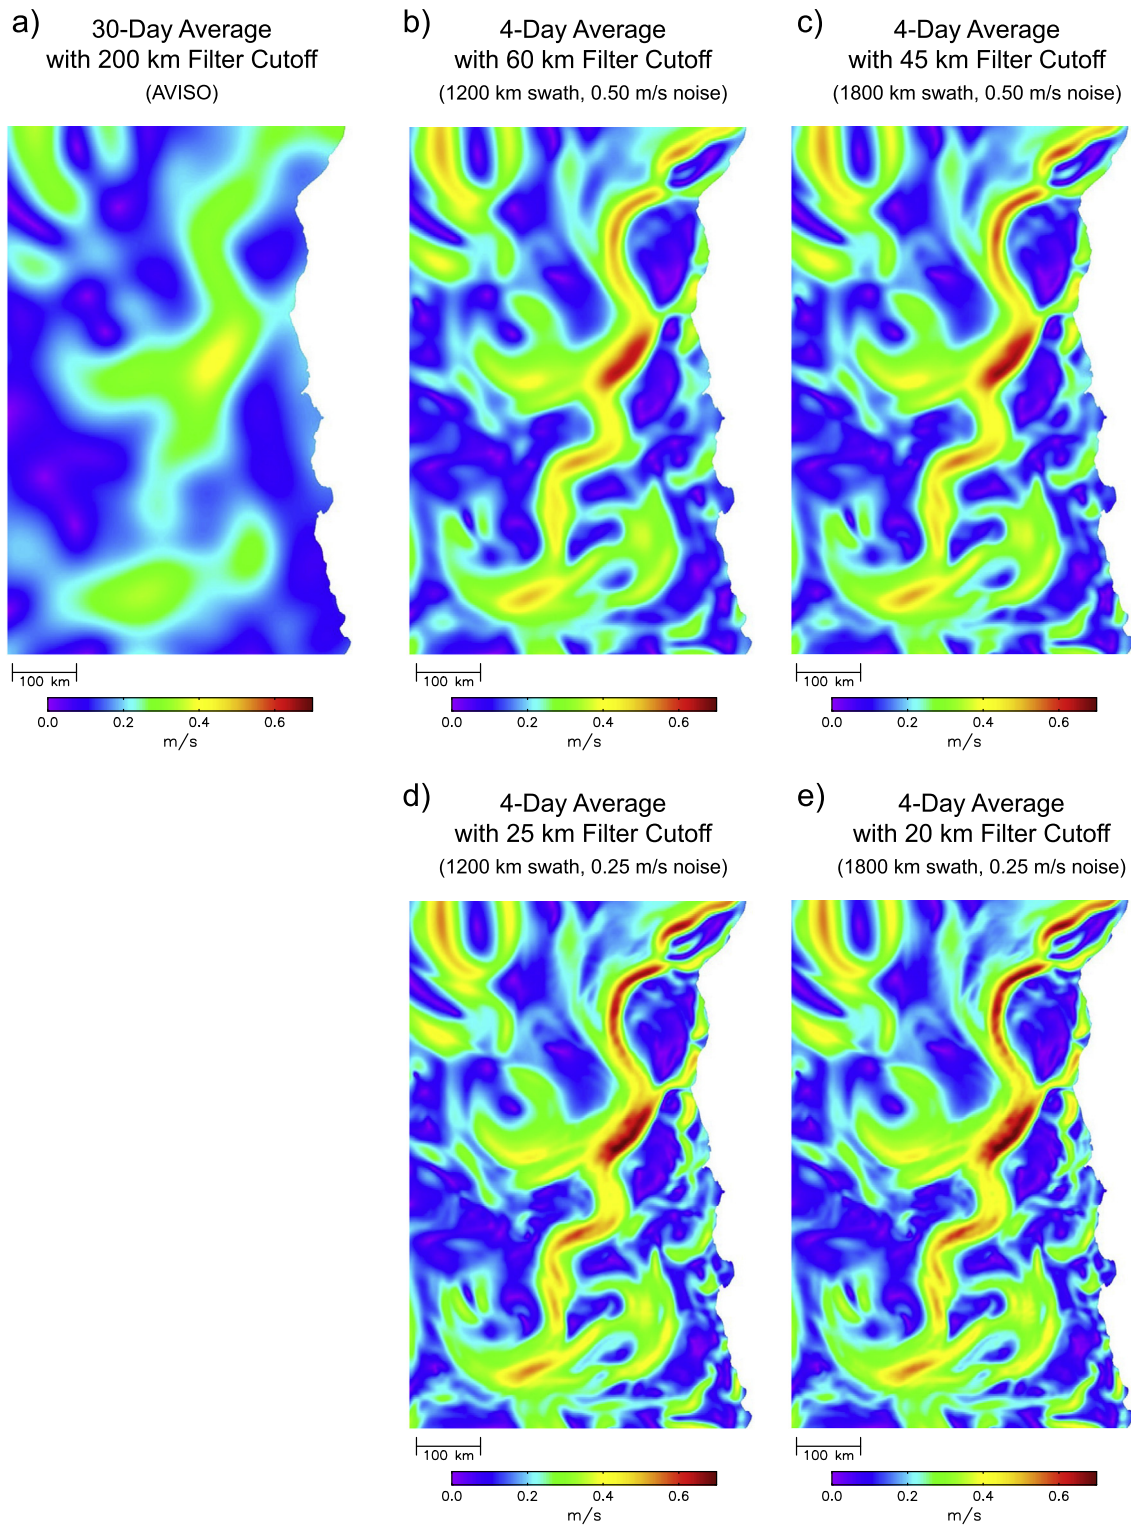 a)
30-Day Average
with 200 km Filter Cutoff
(AVISO)
100 km
0.0 0.2 0.4 0.6
m/s
b)
4-Day Average
with 60 km Filter Cutoff
(1200 km swath, 0.50 m/s noise)
100 km
0.0 0.2 0.4 0.6
m/s
c)
4-Day Average
with 45 km Filter Cutoff
(1800 km swath, 0.50 m/s noise)
100 km
0.0 0.2 0.4 0.6
m/s
d)
4-Day Average
with 25 km Filter Cutoff
(1200 km swath, 0.25 m/s noise)
100 km
0.0 0.2 0.4 0.6
m/s
e)
4-Day Average
with 20 km Filter Cutoff
(1800 km swath, 0.25 m/s noise)
100 km
0.0 0.2 0.4 0.6
m/s